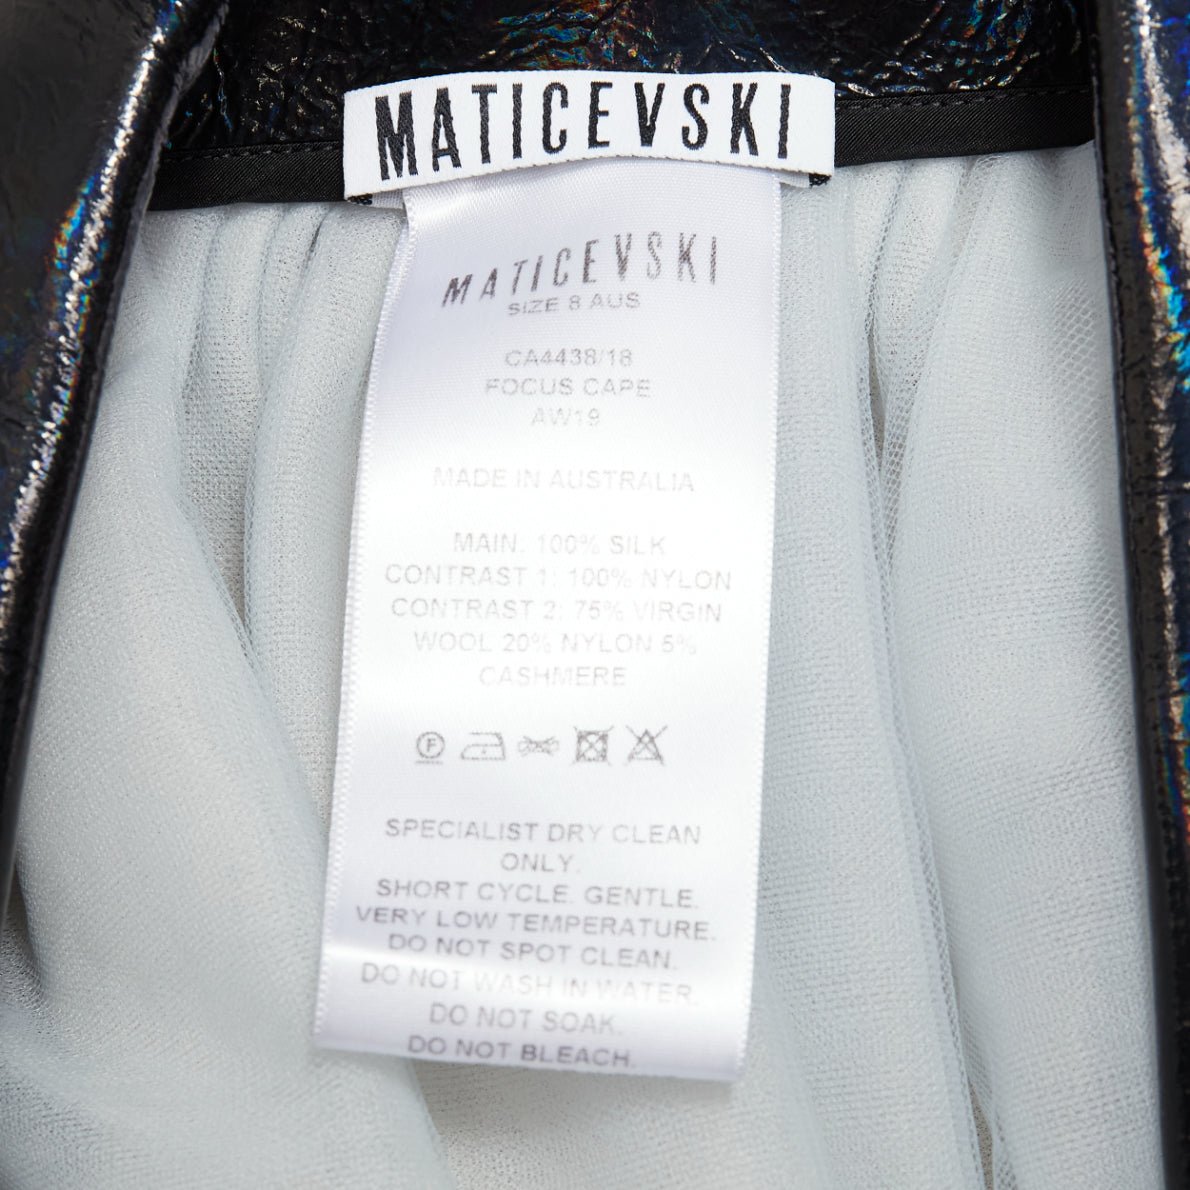 MATICEVSKI
MATICEVSKI
SIZE 8 AUS
CA4438/18
FOCUS CAPE
AW19
MADE IN AUSTRALIA
MAIN: 100% SILK
CONTRAST 1: 100% NYLON
CONTRAST 2: 75% VIRGIN
WOOL 20% NYLON 5%
CASHMERE
F
SPECIALIST DRY CLEAN
ONLY.
SHORT CYCLE. GENTLE.
VERY LOW TEMPERATURE.
DO NOT SPOT CLEAN.
DO NOT WASH IN WATER.
DO NOT SOAK.
DO NOT BLEACH.